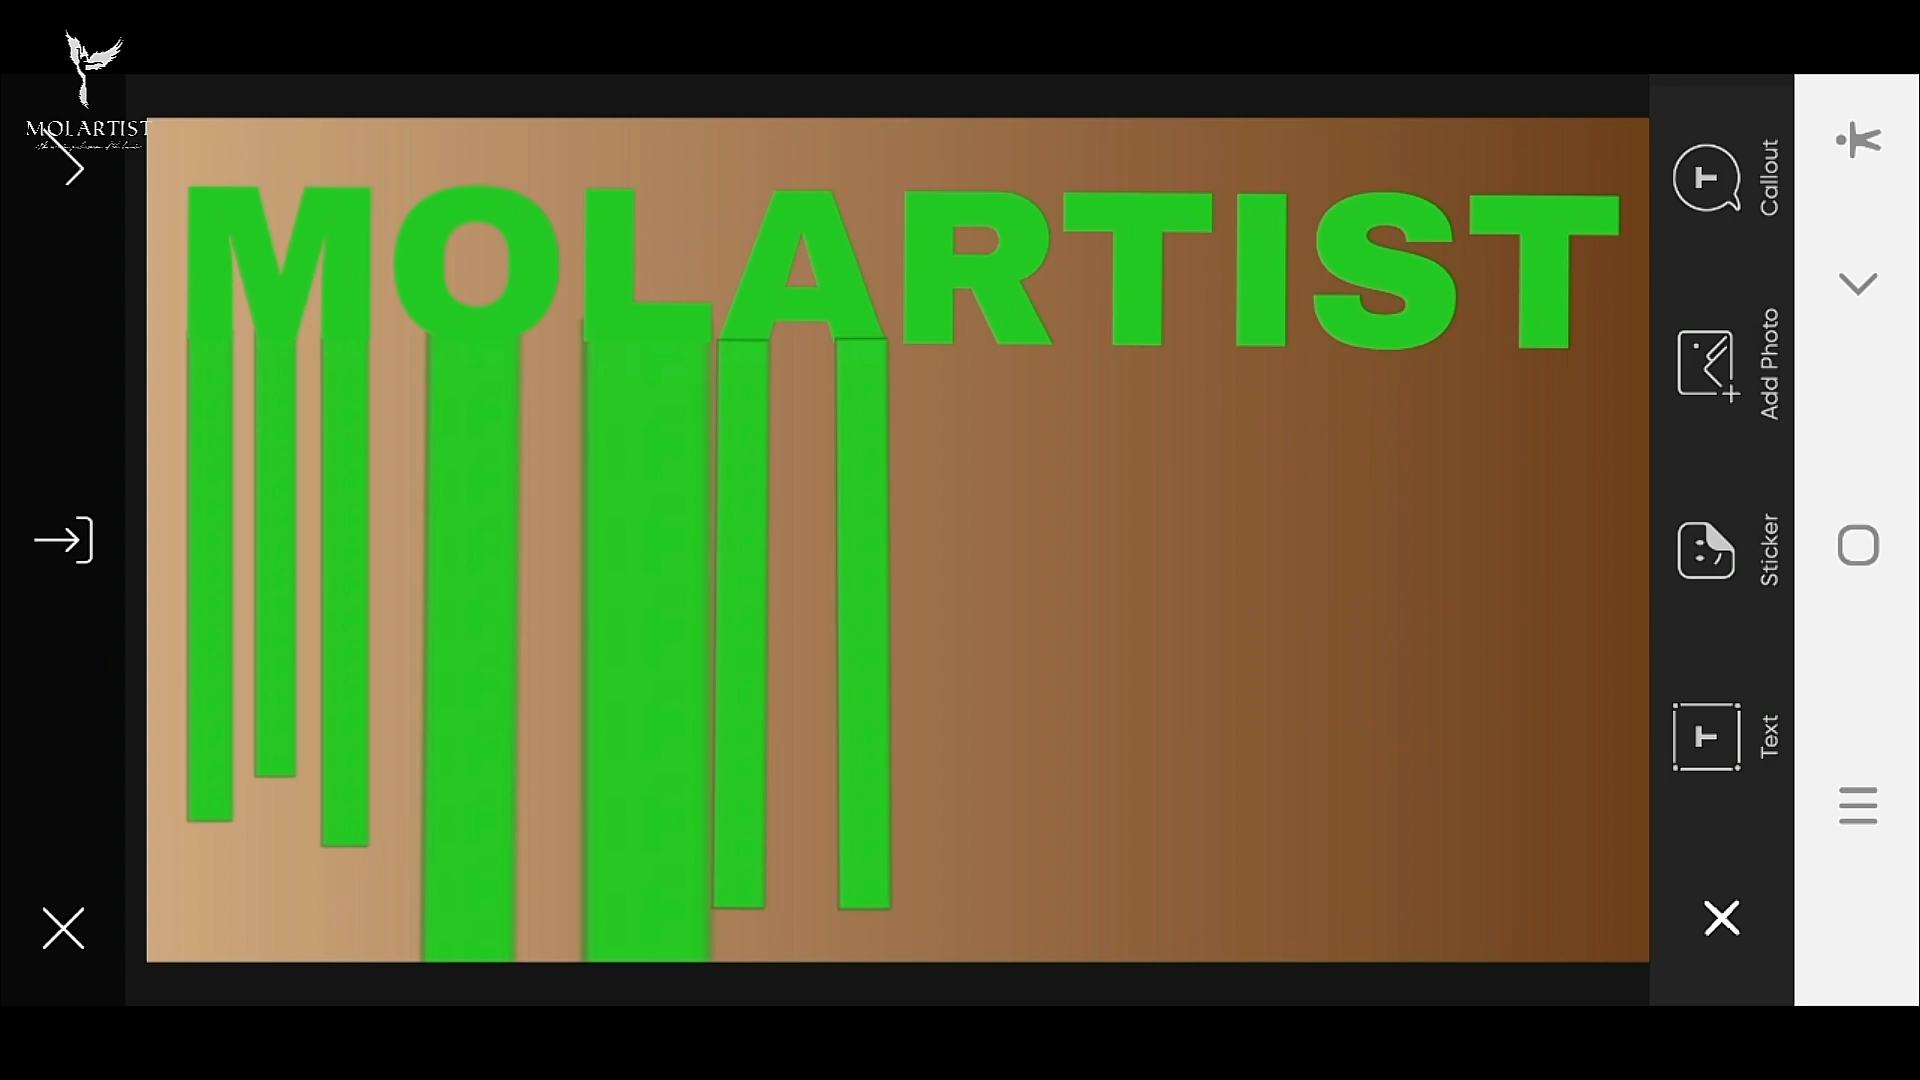 MOLARTIST
MOLARTIST
Callout
Add Photo
Sticker
Text